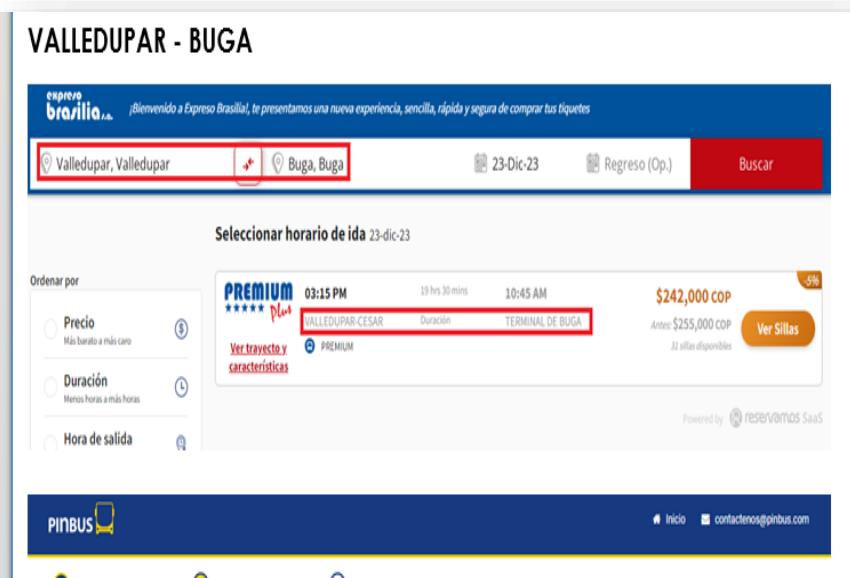 VALLEDUPAR - BUGA
expreso brasilia s.a. ¡Bienvenido a Expreso Brasilia!, te presentamos una nueva experiencia, sencilla, rápida y segura de comprar tus tiquetes
Valledupar, Valledupar Buga, Buga 23-Dic-23 Regreso (Op.) Buscar
Seleccionar horario de ida 23-dic-23
Ordenar por
-5%
PREMIUM Plus 03:15 PM 19 hrs 30 mins 10:45 AM $242,000 COP
VALLEDUPAR-CESAR Duración TERMINAL DE BUGA Antes: $255,000 COP Ver Sillas
Precio
Más barato a más caro
Ver trayecto y características PREMIUM 31 sillas disponibles
Duración
Menos horas a más horas
Powered by reservamos SaaS
Hora de salida
PINBUS Inicio contactenos@pinbus.com